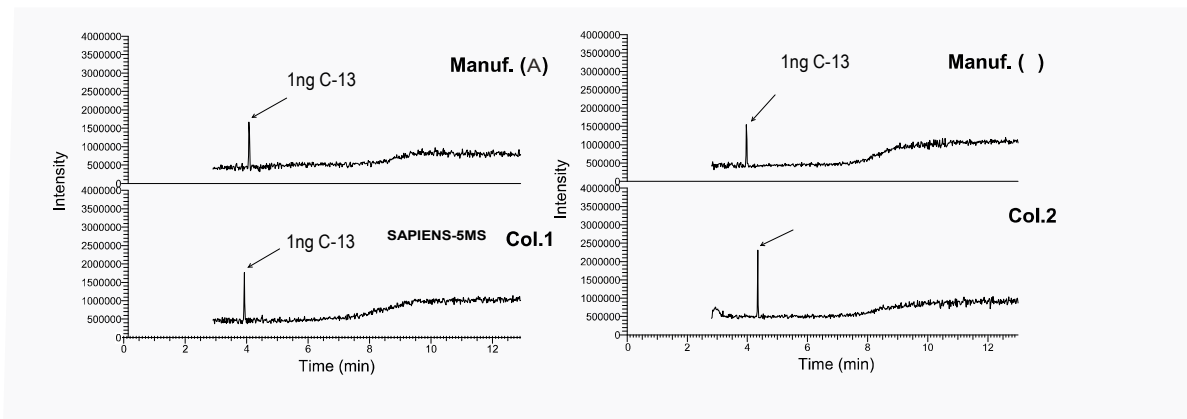 4000000
3500000
3000000
2500000
2000000
1500000
1000000
500000
0
Manuf. (A)
1ng C-13
Intensity
4000000
3500000
3000000
2500000
2000000
1500000
1000000
500000
0
1ng C-13
SAPIENS-5MS
Col.1
0 2 4 6 8 10 12
Time (min)
4000000
3500000
3000000
2500000
2000000
1500000
1000000
500000
0
1ng C-13
Manuf. ( )
Intensity
4000000
3500000
3000000
2500000
2000000
1500000
1000000
500000
0
Col.2
0 2 4 6 8 10 12
Time (min)